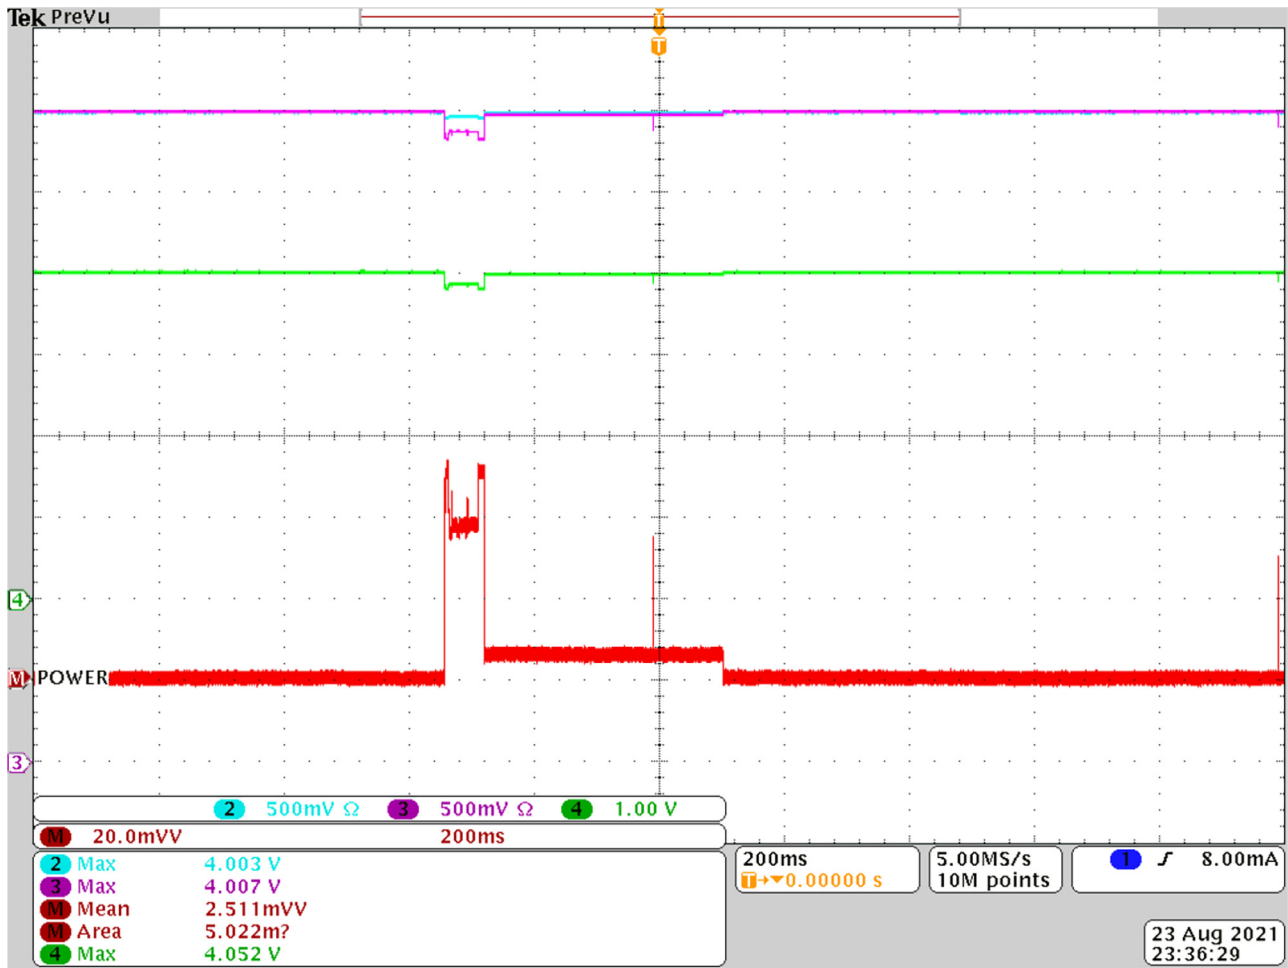 Tek PreVu
T
T
4
M POWER
3
2 500mV Ω 3 500mV Ω 4 1.00 V
M 20.0mVV 200ms
2 Max 4.003 V
3 Max 4.007 V
M Mean 2.511mVV
M Area 5.022m?
4 Max 4.052 V
200ms
T→▼0.00000 s
5.00MS/s
10M points
1 ƒ 8.00mA
23 Aug 2021
23:36:29